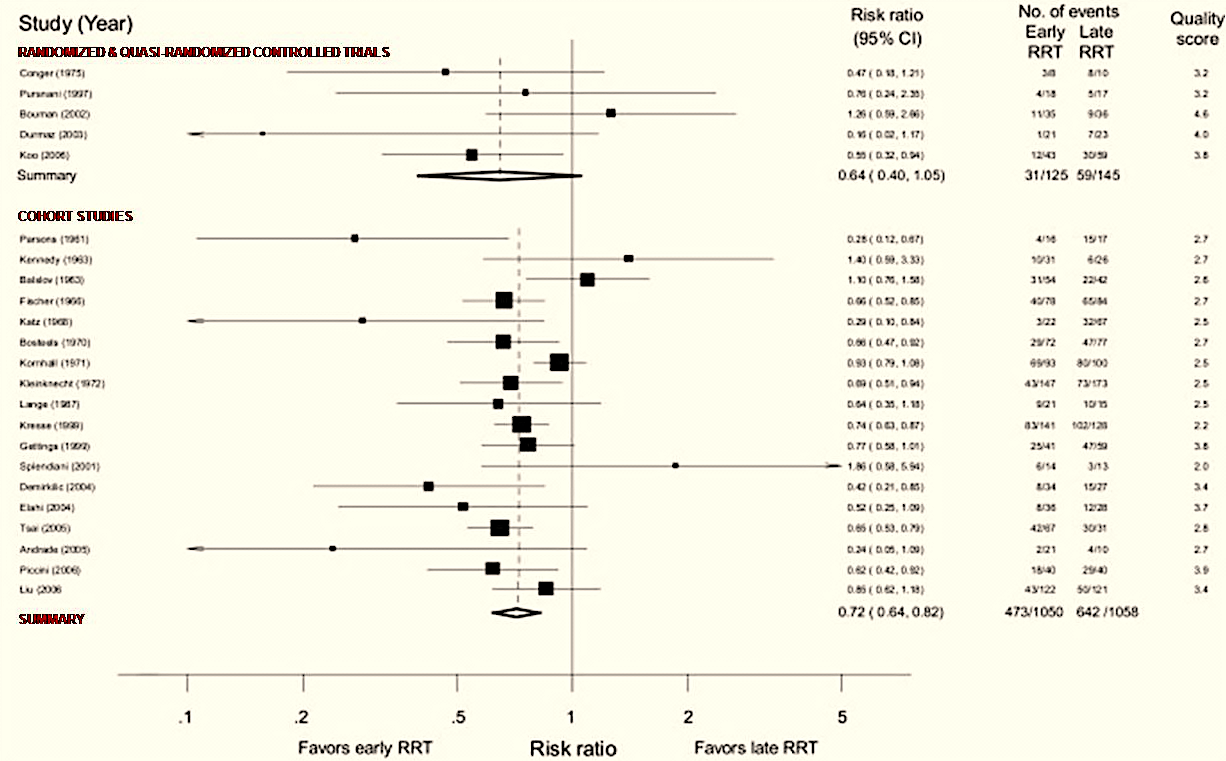 Study (Year) Risk ratio (95% CI) No. of events Early RRT Late RRT Quality score
RANDOMIZED & QUASI-RANDOMIZED CONTROLLED TRIALS
Conger (1975) 0.47 ( 0.18, 1.21) 3/8 8/10 3.2
Pursnani (1997) 0.76 ( 0.24, 2.35) 4/18 5/17 3.2
Bouman (2002) 1.26 ( 0.59, 2.66) 11/35 9/36 4.6
Durmaz (2003) 0.16 ( 0.02, 1.17) 1/21 7/23 4.0
Koo (2006) 0.55 ( 0.32, 0.94) 12/43 30/59 3.8
Summary 0.64 ( 0.40, 1.05) 31/125 59/145
COHORT STUDIES
Parsons (1961) 0.28 ( 0.12, 0.67) 4/16 15/17 2.7
Kennedy (1963) 1.40 ( 0.59, 3.33) 10/31 6/26 2.7
(1963) 1.10 ( 0.76, 1.58) 31/54 22/42 2.6
Fischer (1966) 0.66 ( 0.52, 0.85) 40/78 65/84 2.7
Katz (1968) 0.29 ( 0.10, 0.84) 3/22 32/67 2.5
Bosteels (1970) 0.66 ( 0.47, 0.92) 29/72 47/77 2.7
Kornhall (1971) 0.93 ( 0.79, 1.08) 69/93 80/100 2.5
Kleinknecht (1972) 0.69 ( 0.51, 0.94) 43/147 73/173 2.5
Lange (1987) 0.64 ( 0.35, 1.18) 9/21 10/15 2.5
Kresse (1999) 0.74 ( 0.63, 0.87) 83/141 102/128 2.2
Gettings (1999) 0.77 ( 0.58, 1.01) 25/41 47/59 3.8
Splendiani (2001) 1.86 ( 0.58, 5.94) 6/14 3/13 2.0
Demirkilic (2004) 0.42 ( 0.21, 0.85) 8/34 15/27 3.4
Elahi (2004) 0.52 ( 0.25, 1.09) 8/36 12/28 3.7
Tsai (2005) 0.65 ( 0.53, 0.79) 42/67 30/31 2.8
Andrade (2005) 0.24 ( 0.05, 1.09) 2/21 4/10 2.7
Piccini (2006) 0.62 ( 0.42, 0.92) 18/40 29/40 3.9
Liu (2006 0.85 ( 0.62, 1.18) 43/122 50/121 3.4
SUMMARY 0.72 ( 0.64, 0.82) 473/1050 642 /1058
.1 .2 .5 1 2 5
Favors early RRT Risk ratio Favors late RRT